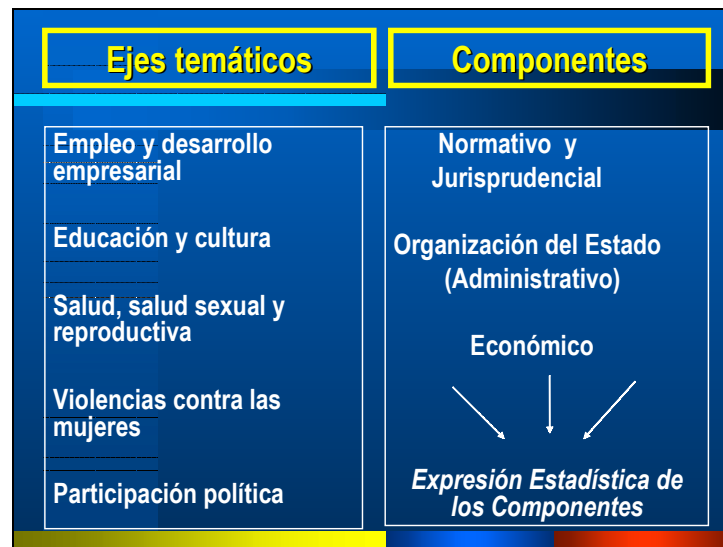 Ejes temáticos
Componentes
Empleo y desarrollo
empresarial
Educación y cultura
Salud, salud sexual y
reproductiva
Violencias contra las
mujeres
Participación política
Normativo y
Jurisprudencial
Organización del Estado
(Administrativo)
Económico
Expresión Estadística de
los Componentes